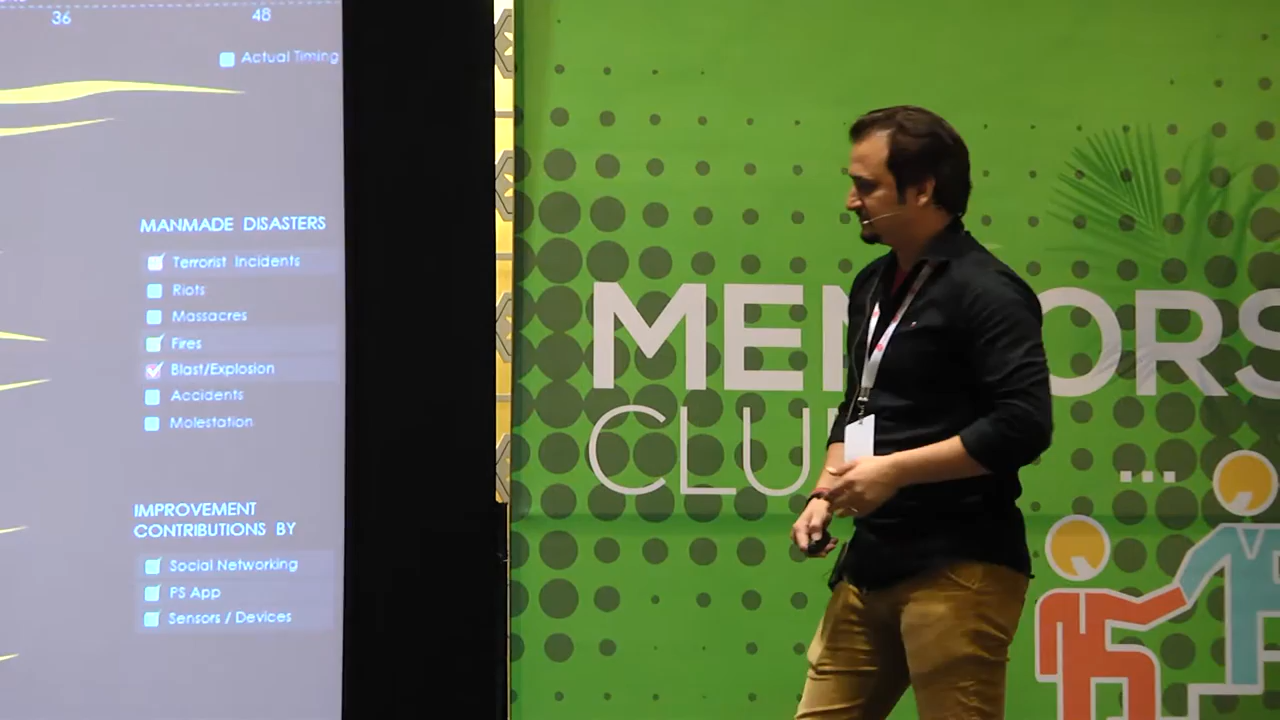 36 48
Actual Timing
MANMADE DISASTERS
Terrorist Incidents
Riots
Massacres
Fires
Blast/Explosion
Accidents
Molestation
IMPROVEMENT
CONTRIBUTIONS BY
Social Networking
PS App
Sensors / Devices
MEN ORS
CLU
...